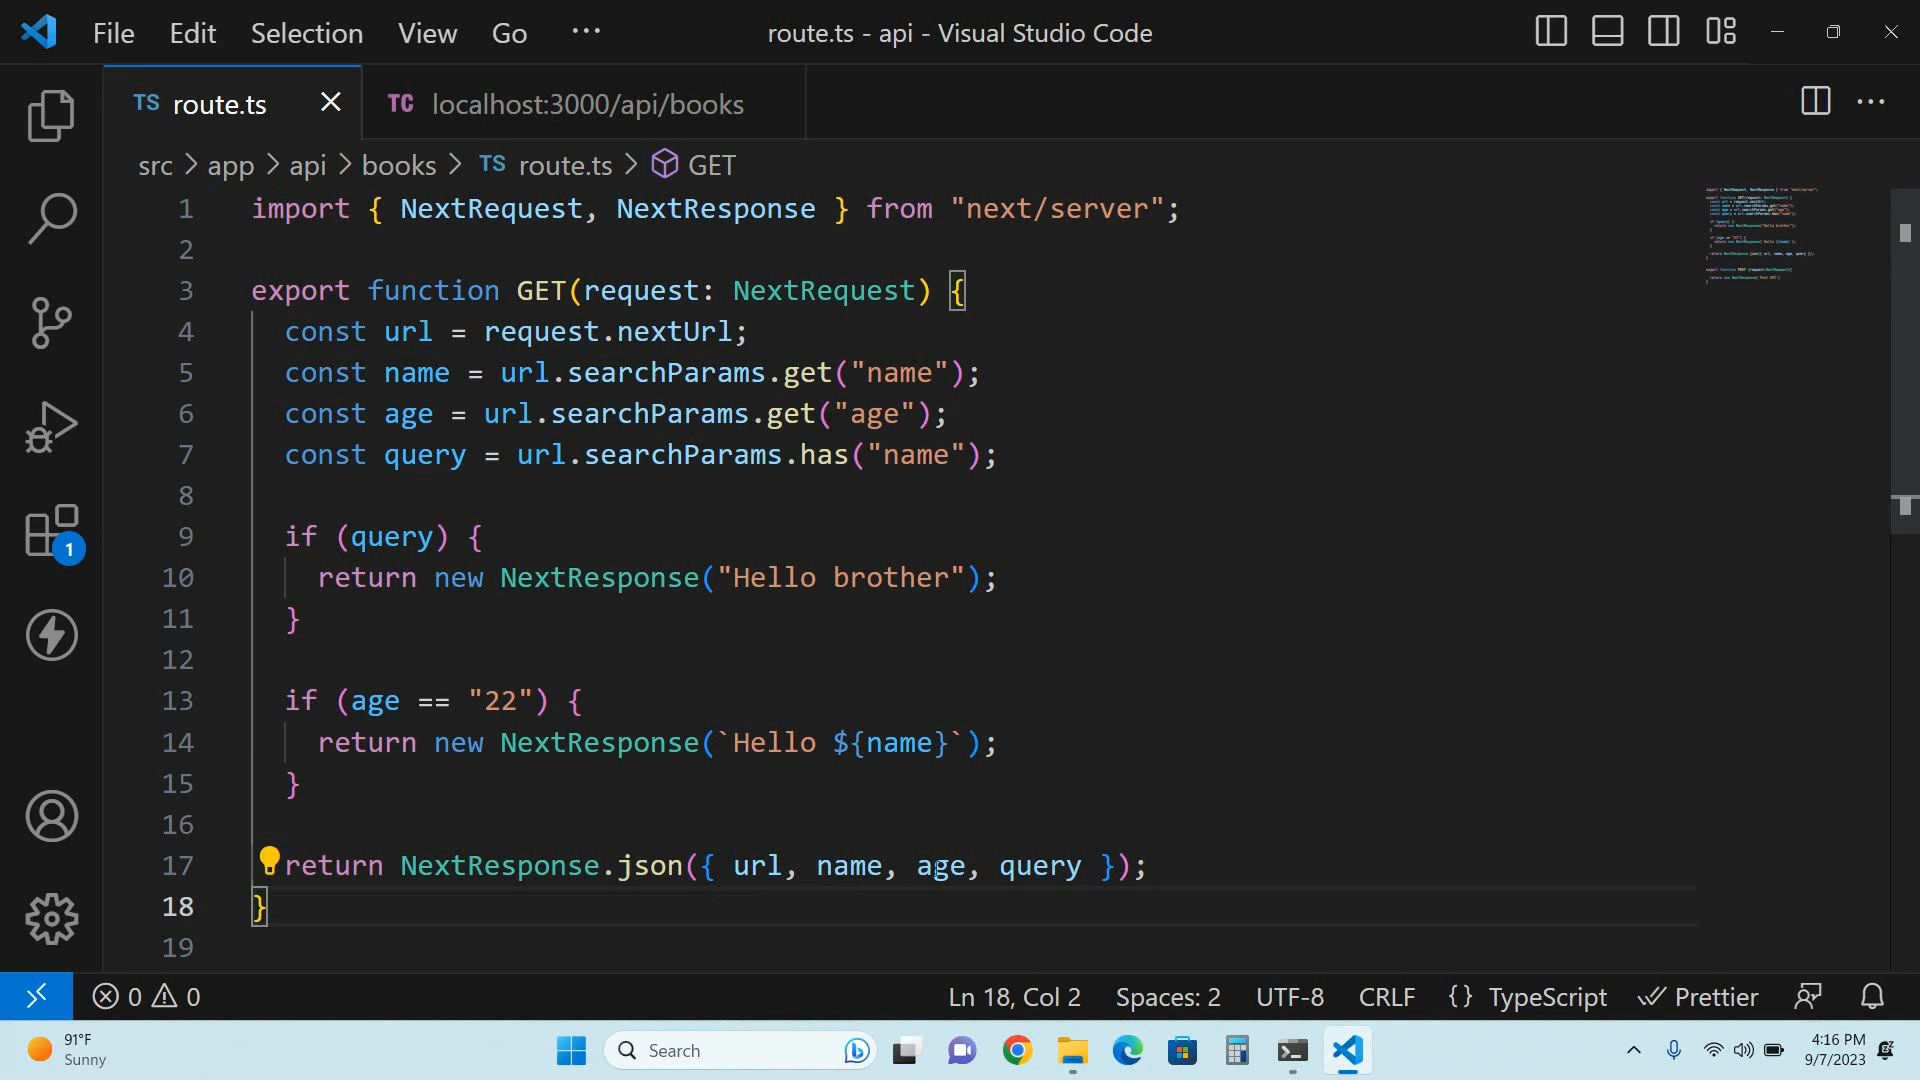 File Edit Selection View Go ···
route.ts - api - Visual Studio Code
TS route.ts
TC localhost:3000/api/books
src > app > api > books > TS route.ts > GET
1 import { NextRequest, NextResponse } from "next/server";
2
3 export function GET(request: NextRequest) {
4 const url = request.nextUrl;
5 const name = url.searchParams.get("name");
6 const age = url.searchParams.get("age");
7 const query = url.searchParams.has("name");
8
9 if (query) {
10 return new NextResponse("Hello brother");
11 }
12
13 if (age == "22") {
14 return new NextResponse(`Hello ${name}`);
15 }
16
17 return NextResponse.json({ url, name, age, query });
18 }
19
1
0 0
Ln 18, Col 2 Spaces: 2 UTF-8 CRLF {} TypeScript Prettier
91°F
Sunny
Search
4:16 PM
9/7/2023